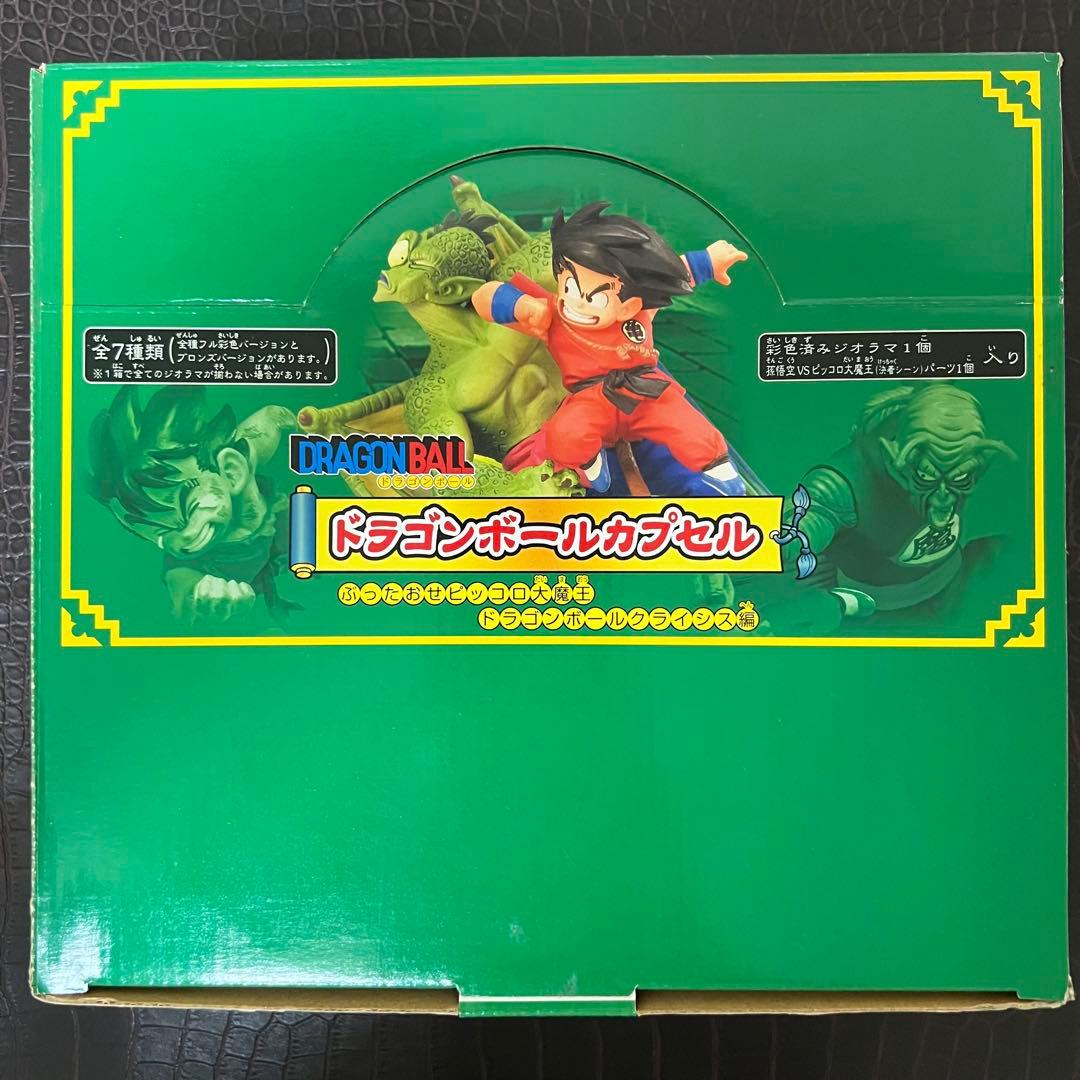 全7種類(全種フル彩色バージョンと
ブロンズバージョンがあります。)
※1箱で全てのジオラマが揃わない場合があります。
彩色済みジオラマ1個
孫悟空VSピッコロ大魔王(決着シーン)パーツ1個 入り
亀
DRAGON BALL
ドラゴンボール
ドラゴンボールカプセル
ぶったおせピッコロ大魔王
ドラゴンボールクライシス編